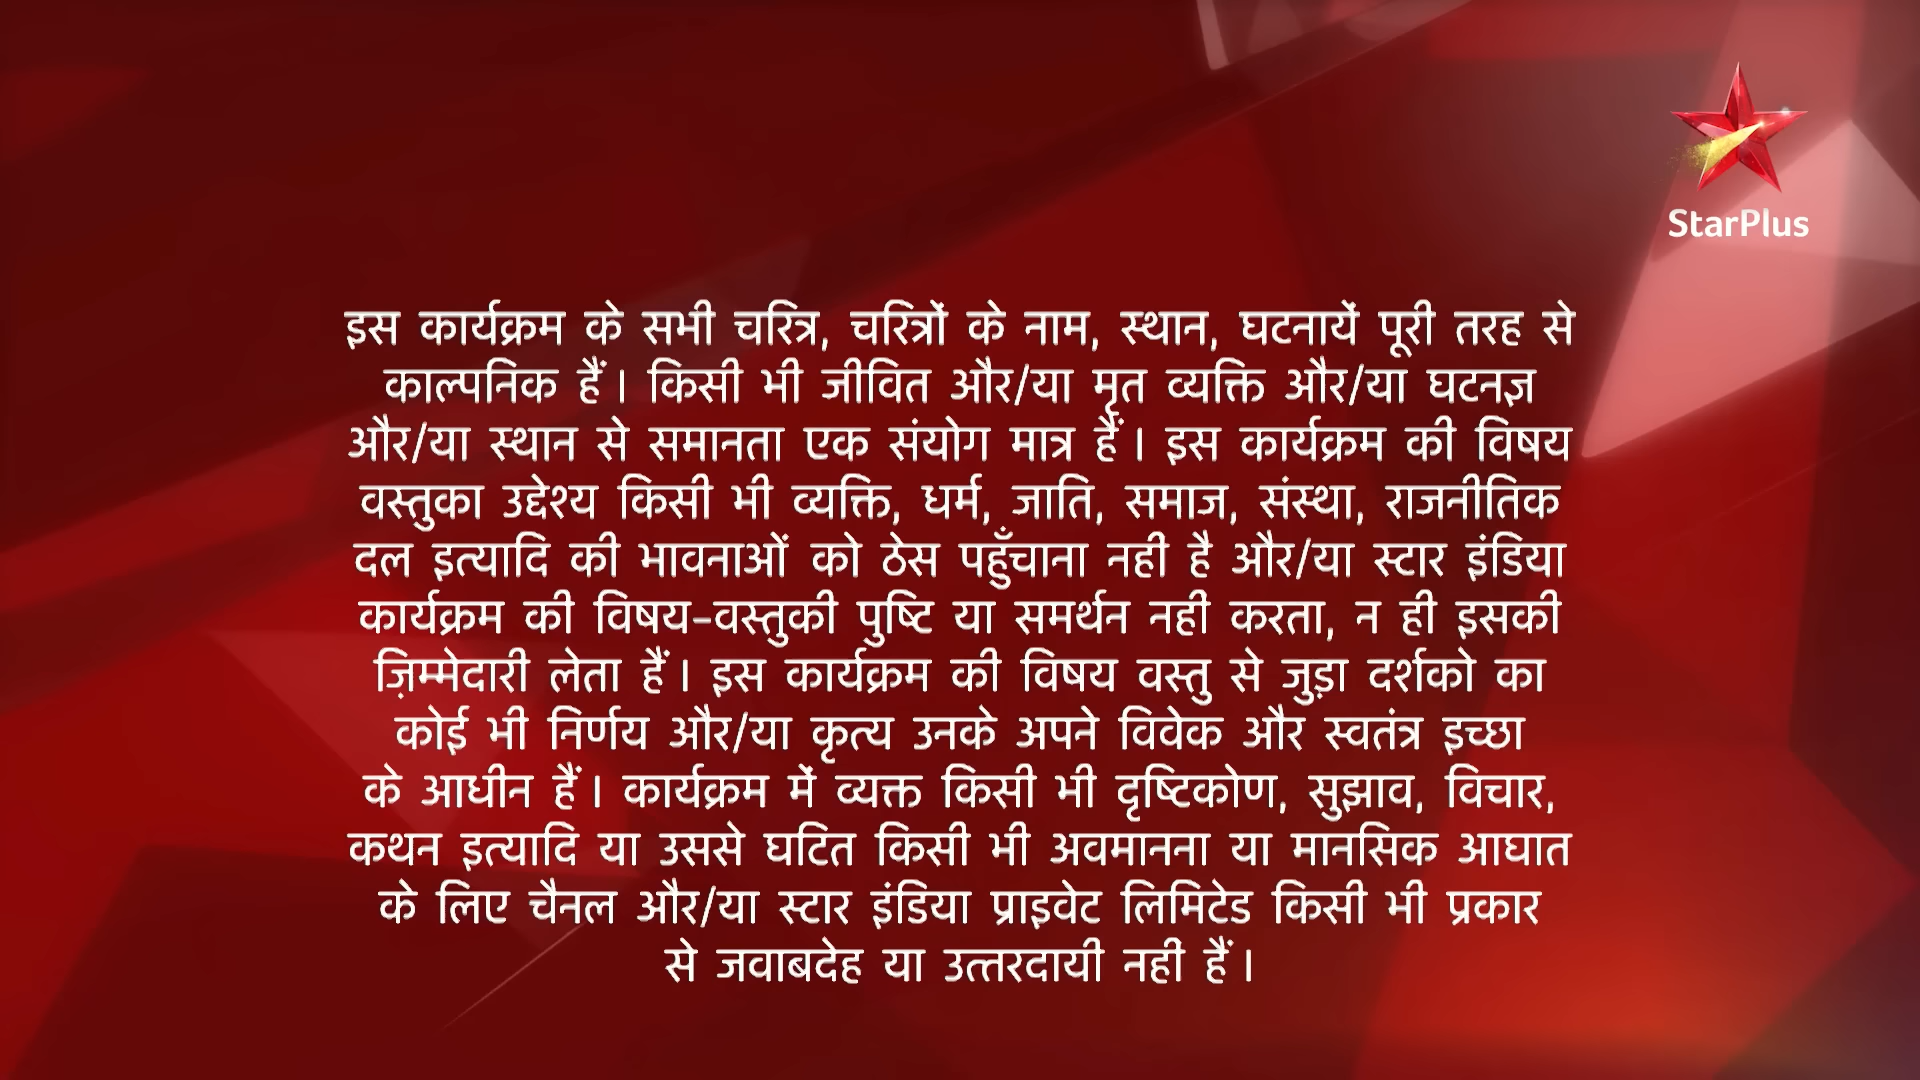 StarPlus
इस कार्यक्रम के सभी चरित्र, चरित्रों के नाम, स्थान, घटनायें पूरी तरह से
काल्पनिक हैं। किसी भी जीवित और/या मृत व्यक्ति और/या घटनज्ञ
और/या स्थान से समानता एक संयोग मात्र हैं। इस कार्यक्रम की विषय
वस्तुका उद्देश्य किसी भी व्यक्ति, धर्म, जाति, समाज, संस्था, राजनीतिक
दल इत्यादि की भावनाओं को ठेस पहुँचाना नही है और/या स्टार इंडिया
कार्यक्रम की विषय-वस्तुकी पुष्टि या समर्थन नही करता, न ही इसकी
ज़िम्मेदारी लेता हैं। इस कार्यक्रम की विषय वस्तु से जुड़ा दर्शको का
कोई भी निर्णय और/या कृत्य उनके अपने विवेक और स्वतंत्र इच्छा
के आधीन हैं। कार्यक्रम में व्यक्त किसी भी दृष्टिकोण, सुझाव, विचार,
कथन इत्यादि या उससे घटित किसी भी अवमानना या मानसिक आघात
के लिए चैनल और/या स्टार इंडिया प्राइवेट लिमिटेड किसी भी प्रकार
से जवाबदेह या उत्तरदायी नही हैं।